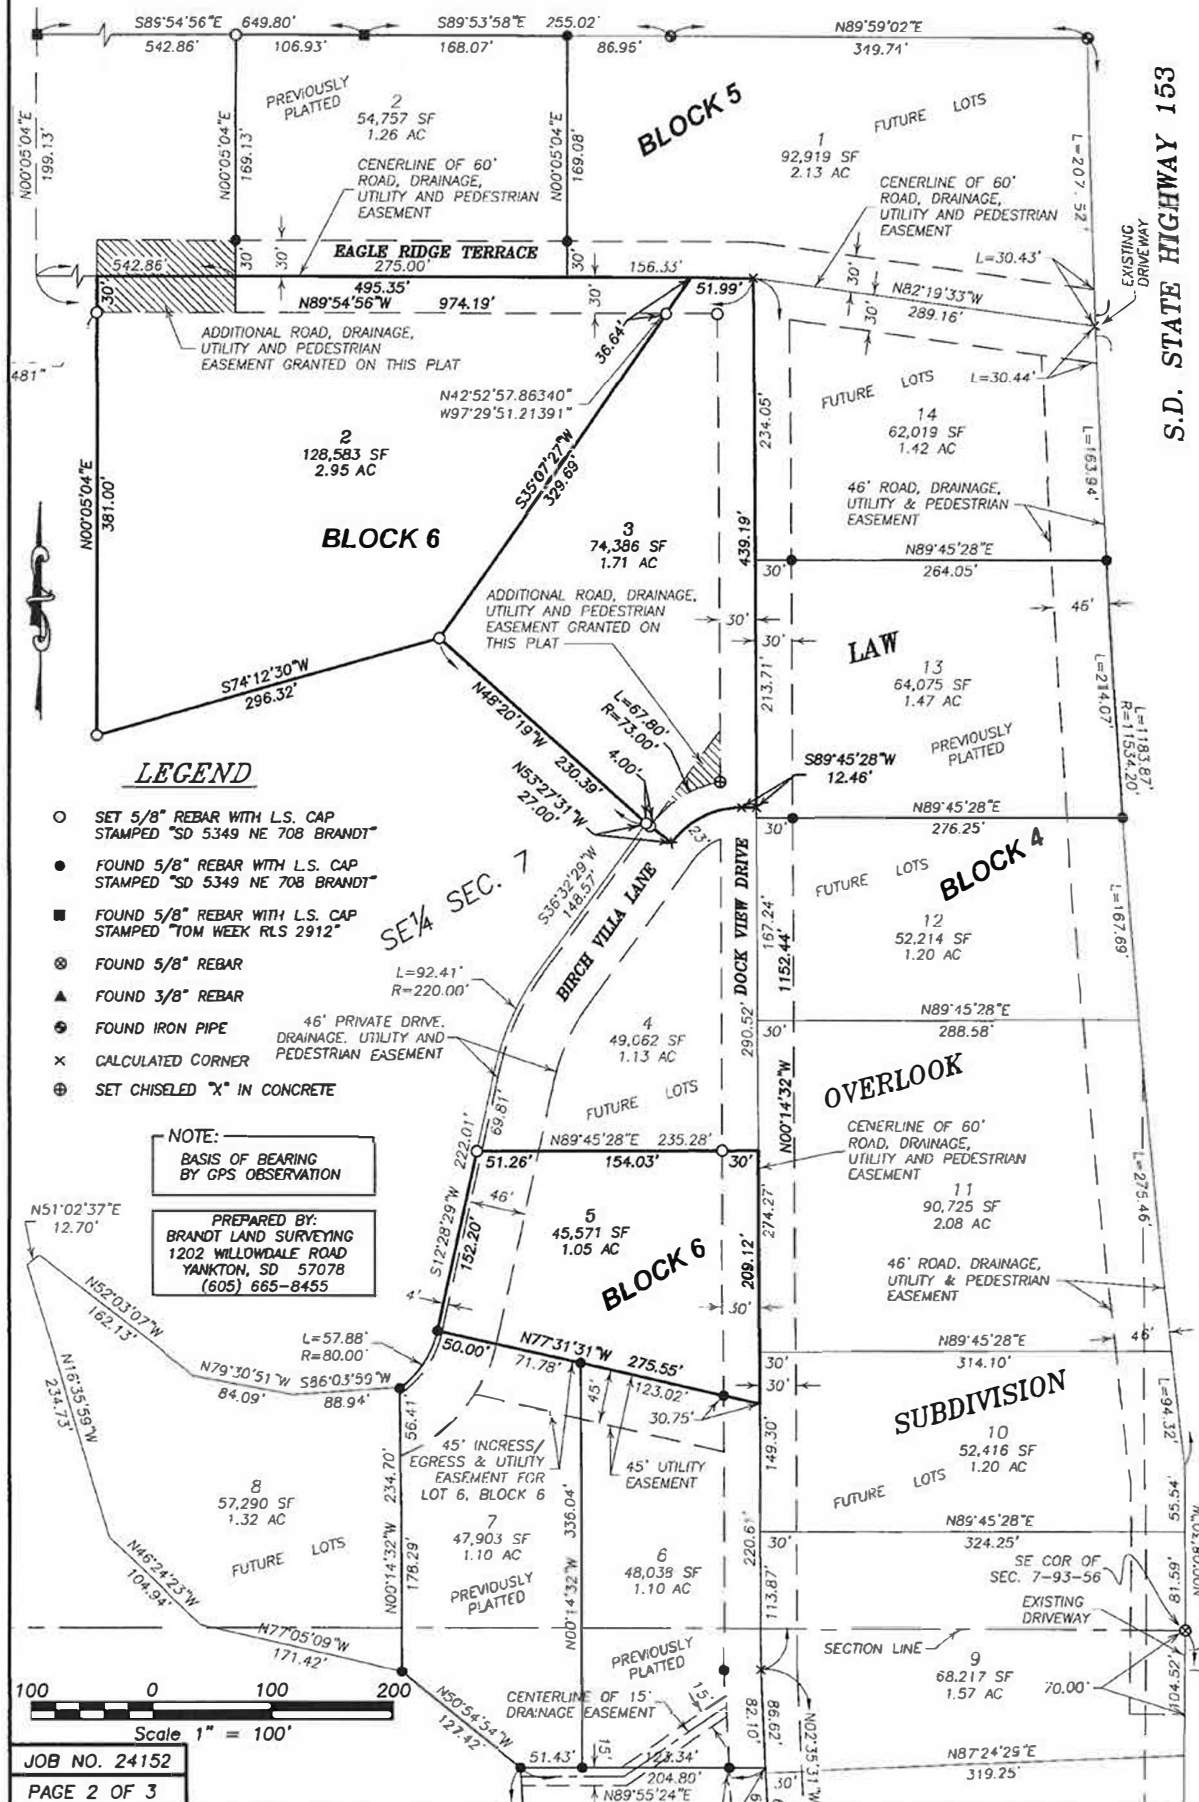 S89°54'56"E 649.80'
542.86'
106.93'
S89°53'58"E 255.02'
168.07'
86.96'
N89°59'02"E
349.71'
N00°05'04"E
199.13'
N00°05'04"E
169.13'
PREVIOUSLY
PLATTED
2
54,757 SF
1.26 AC
N00°05'04"E
169.08'
BLOCK 5
1
92,919 SF
2.13 AC
FUTURE LOTS
L=207.52'
S.D. STATE HIGHWAY 153
CENERLINE OF 60'
ROAD, DRAINAGE,
UTILITY AND PEDESTRIAN
EASEMENT
CENERLINE OF 60'
ROAD, DRAINAGE,
UTILITY AND PEDESTRIAN
EASEMENT
EXISTING
DRIVEWAY
L=30.43'
542.86'
30'
30'
EAGLE RIDGE TERRACE
275.00'
30'
156.33'
30'
N82°19'33"W
289.16'
30'
30'
495.35'
N89°54'56"W 974.19'
30'
51.99'
36.64'
ADDITIONAL ROAD, DRAINAGE,
UTILITY AND PEDESTRIAN
EASEMENT GRANTED ON THIS PLAT
481"
N42°52'57.86340"
W97°29'51.21391"
L=30.44'
FUTURE LOTS
14
62,019 SF
1.42 AC
234.05'
L=163.94'
2
128,583 SF
2.95 AC
N00°05'04"E
381.00'
S35°07'27"W
329.69'
BLOCK 6
3
74,386 SF
1.71 AC
439.19'
46' ROAD, DRAINAGE,
UTILITY & PEDESTRIAN
EASEMENT
N89°45'28"E
264.05'
30'
ADDITIONAL ROAD, DRAINAGE,
UTILITY AND PEDESTRIAN
EASEMENT GRANTED ON
THIS PLAT
30'
30'
46'
LAW
13
64,075 SF
1.47 AC
PREVIOUSLY
PLATTED
213.71'
L=214.07'
L=1183.87'
R=11534.20'
S74°12'30"W
296.32'
N48°20'19"W 230.39'
L=67.80'
R=73.00'
4.00'
N53°27'31"W
27.00'
S89°45'28"W
12.46'
N89°45'28"E
276.25'
30'
23'
LEGEND
SET 5/8" REBAR WITH L.S. CAP
STAMPED "SD 5349 NE 708 BRANDT"
FOUND 5/8" REBAR WITH L.S. CAP
STAMPED "SD 5349 NE 708 BRANDT"
FOUND 5/8" REBAR WITH L.S. CAP
STAMPED "TOM WEEK RLS 2912"
FOUND 5/8" REBAR
FOUND 3/8" REBAR
FOUND IRON PIPE
CALCULATED CORNER
SET CHISELED "X" IN CONCRETE
SE¼ SEC. 7
S36°32'29"W
148.57'
BIRCH VILLA LANE
DOCK VIEW DRIVE
167.24'
1152.44'
290.52'
N00°14'32"W
FUTURE LOTS
BLOCK 4
12
52,214 SF
1.20 AC
L=167.69'
L=92.41'
R=220.00'
46' PRIVATE DRIVE.
DRAINAGE. UTILITY AND
PEDESTRIAN EASEMENT
4
49,062 SF
1.13 AC
FUTURE LOTS
N89°45'28"E
288.58'
30'
OVERLOOK
222.01'
69.81'
N89°45'28"E 235.28'
51.26'
154.03'
30'
CENERLINE OF 60'
ROAD, DRAINAGE,
UTILITY AND PEDESTRIAN
EASEMENT
NOTE:
BASIS OF BEARING
BY GPS OBSERVATION
PREPARED BY:
BRANDT LAND SURVEYING
1202 WILLOWDALE ROAD
YANKTON, SD 57078
(605) 665-8455
46'
S12°28'29"W
152.20'
4'
5
45,571 SF
1.05 AC
BLOCK 6
209.12'
274.27'
30'
11
90,725 SF
2.08 AC
L=275.46'
46' ROAD. DRAINAGE,
UTILITY & PEDESTRIAN
EASEMENT
46'
N51°02'37"E
12.70'
N52°03'07"W
162.13'
N16°35'59"W
234.73'
N79°30'51"W
84.09'
S86°03'59"W
88.94'
L=57.88'
R=80.00'
50.00'
N77°31'31"W
71.78'
275.55'
123.02'
30.75'
45'
30'
30'
N89°45'28"E
314.10'
SUBDIVISION
L=94.32'
56.41'
234.70'
45' INCRESS/
EGRESS & UTILITY
EASEMENT FOR
LOT 6, BLOCK 6
45' UTILITY
EASEMENT
149.30'
10
52,416 SF
1.20 AC
FUTURE LOTS
55.54'
8
57,290 SF
1.32 AC
FUTURE LOTS
N00°14'32"W
178.29'
7
47,903 SF
1.10 AC
PREVIOUSLY
PLATTED
336.04'
N00°14'32"W
6
48,038 SF
1.10 AC
PREVIOUSLY
PLATTED
220.61'
113.87'
30'
N89°45'28"E
324.25'
SE COR OF
SEC. 7-93-56
81.59'
EXISTING
DRIVEWAY
SECTION LINE
N46°24'23"W
104.94'
N77°05'09"W
171.42'
9
68.217 SF
1.57 AC
70.00'
104.52'
100 0 100 200
Scale 1" = 100'
N50°54'54"W
127.42'
CENTERLINE OF 15'
DRAINAGE EASEMENT
15'
15'
82.10'
86.62'
N02°35'31"W
51.43'
123.34'
204.80'
N89°55'24"E
30'
N87°24'29"E
319.25'
JOB NO. 24152
PAGE 2 OF 3